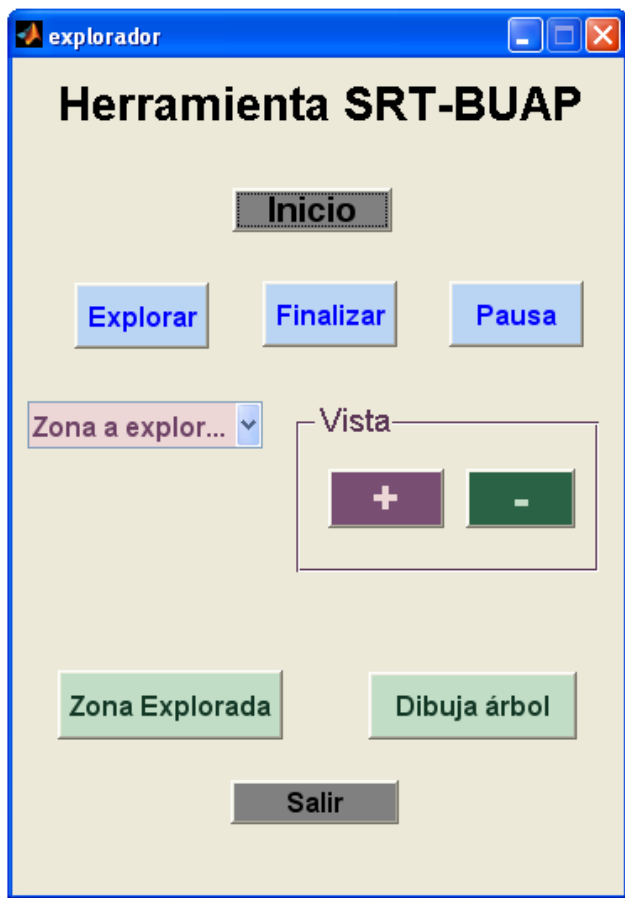 explorador
Herramienta SRT-BUAP
Inicio
Explorar Finalizar Pausa
Zona a explor...
Vista
+ -
Zona Explorada Dibuja árbol
Salir